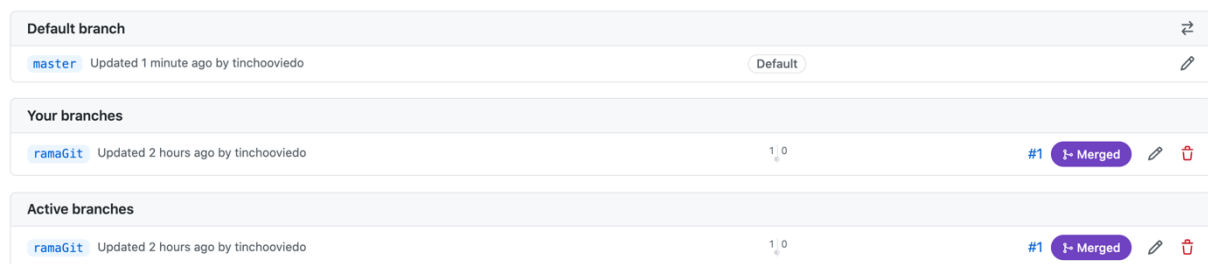 Default branch
master Updated 1 minute ago by tinchooviedo Default
Your branches
ramaGit Updated 2 hours ago by tinchooviedo 1 0 #1 Merged
Active branches
ramaGit Updated 2 hours ago by tinchooviedo 1 0 #1 Merged